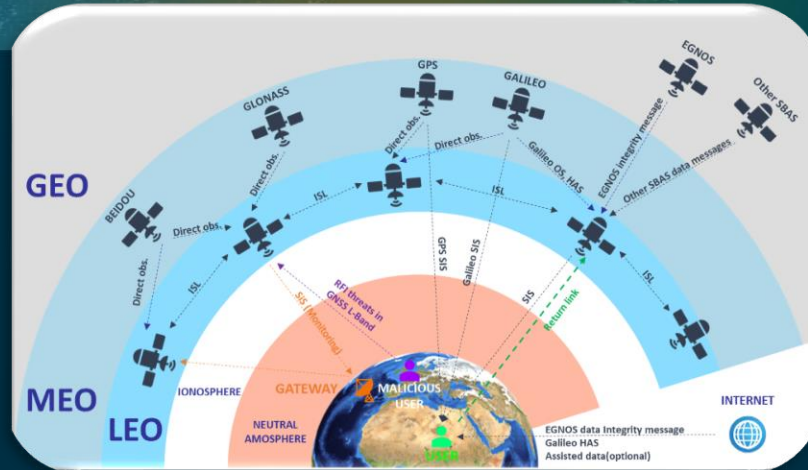 EGNOS
Other SBAS
GPS
GALILEO
GLONASS
BEIDOU
GEO
MEO
LEO
Direct obs.
Direct obs.
Direct obs.
Direct obs.
Direct obs.
Galileo OS, HAS
EGNOS integrity message
Other SBAS data messages
ISL
ISL
ISL
ISL
GPS SIS
Galileo SIS
SIS
Return link
RFJ threats in
GNSS L-Band
SiS (Monitoring)
IONOSPHERE
GATEWAY
MALICIOUS
USER
NEUTRAL
AMOSPHERE
USER
INTERNET
EGNOS data Integrity message
Galileo HAS
Assisted data(optional)